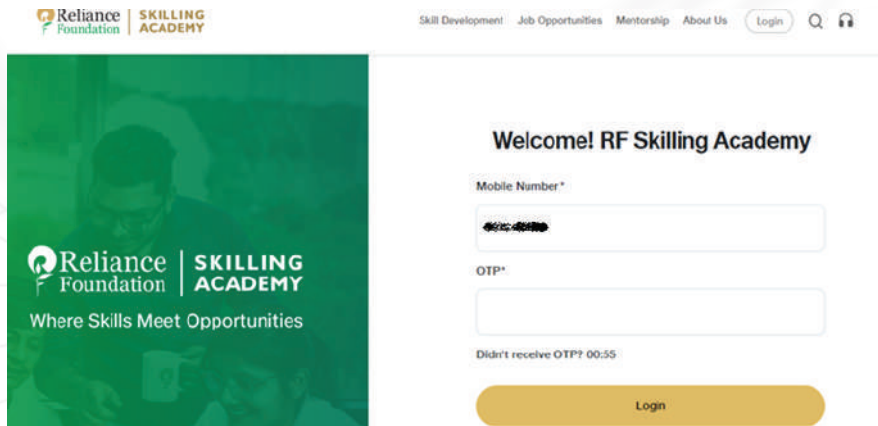 Reliance Foundation | SKILLING ACADEMY
Skill Development Job Opportunities Mentorship About Us Login
Welcome! RF Skilling Academy
Mobile Number*
OTP*
Didn't receive OTP? 00:55
Login
Reliance Foundation | SKILLING ACADEMY
Where Skills Meet Opportunities